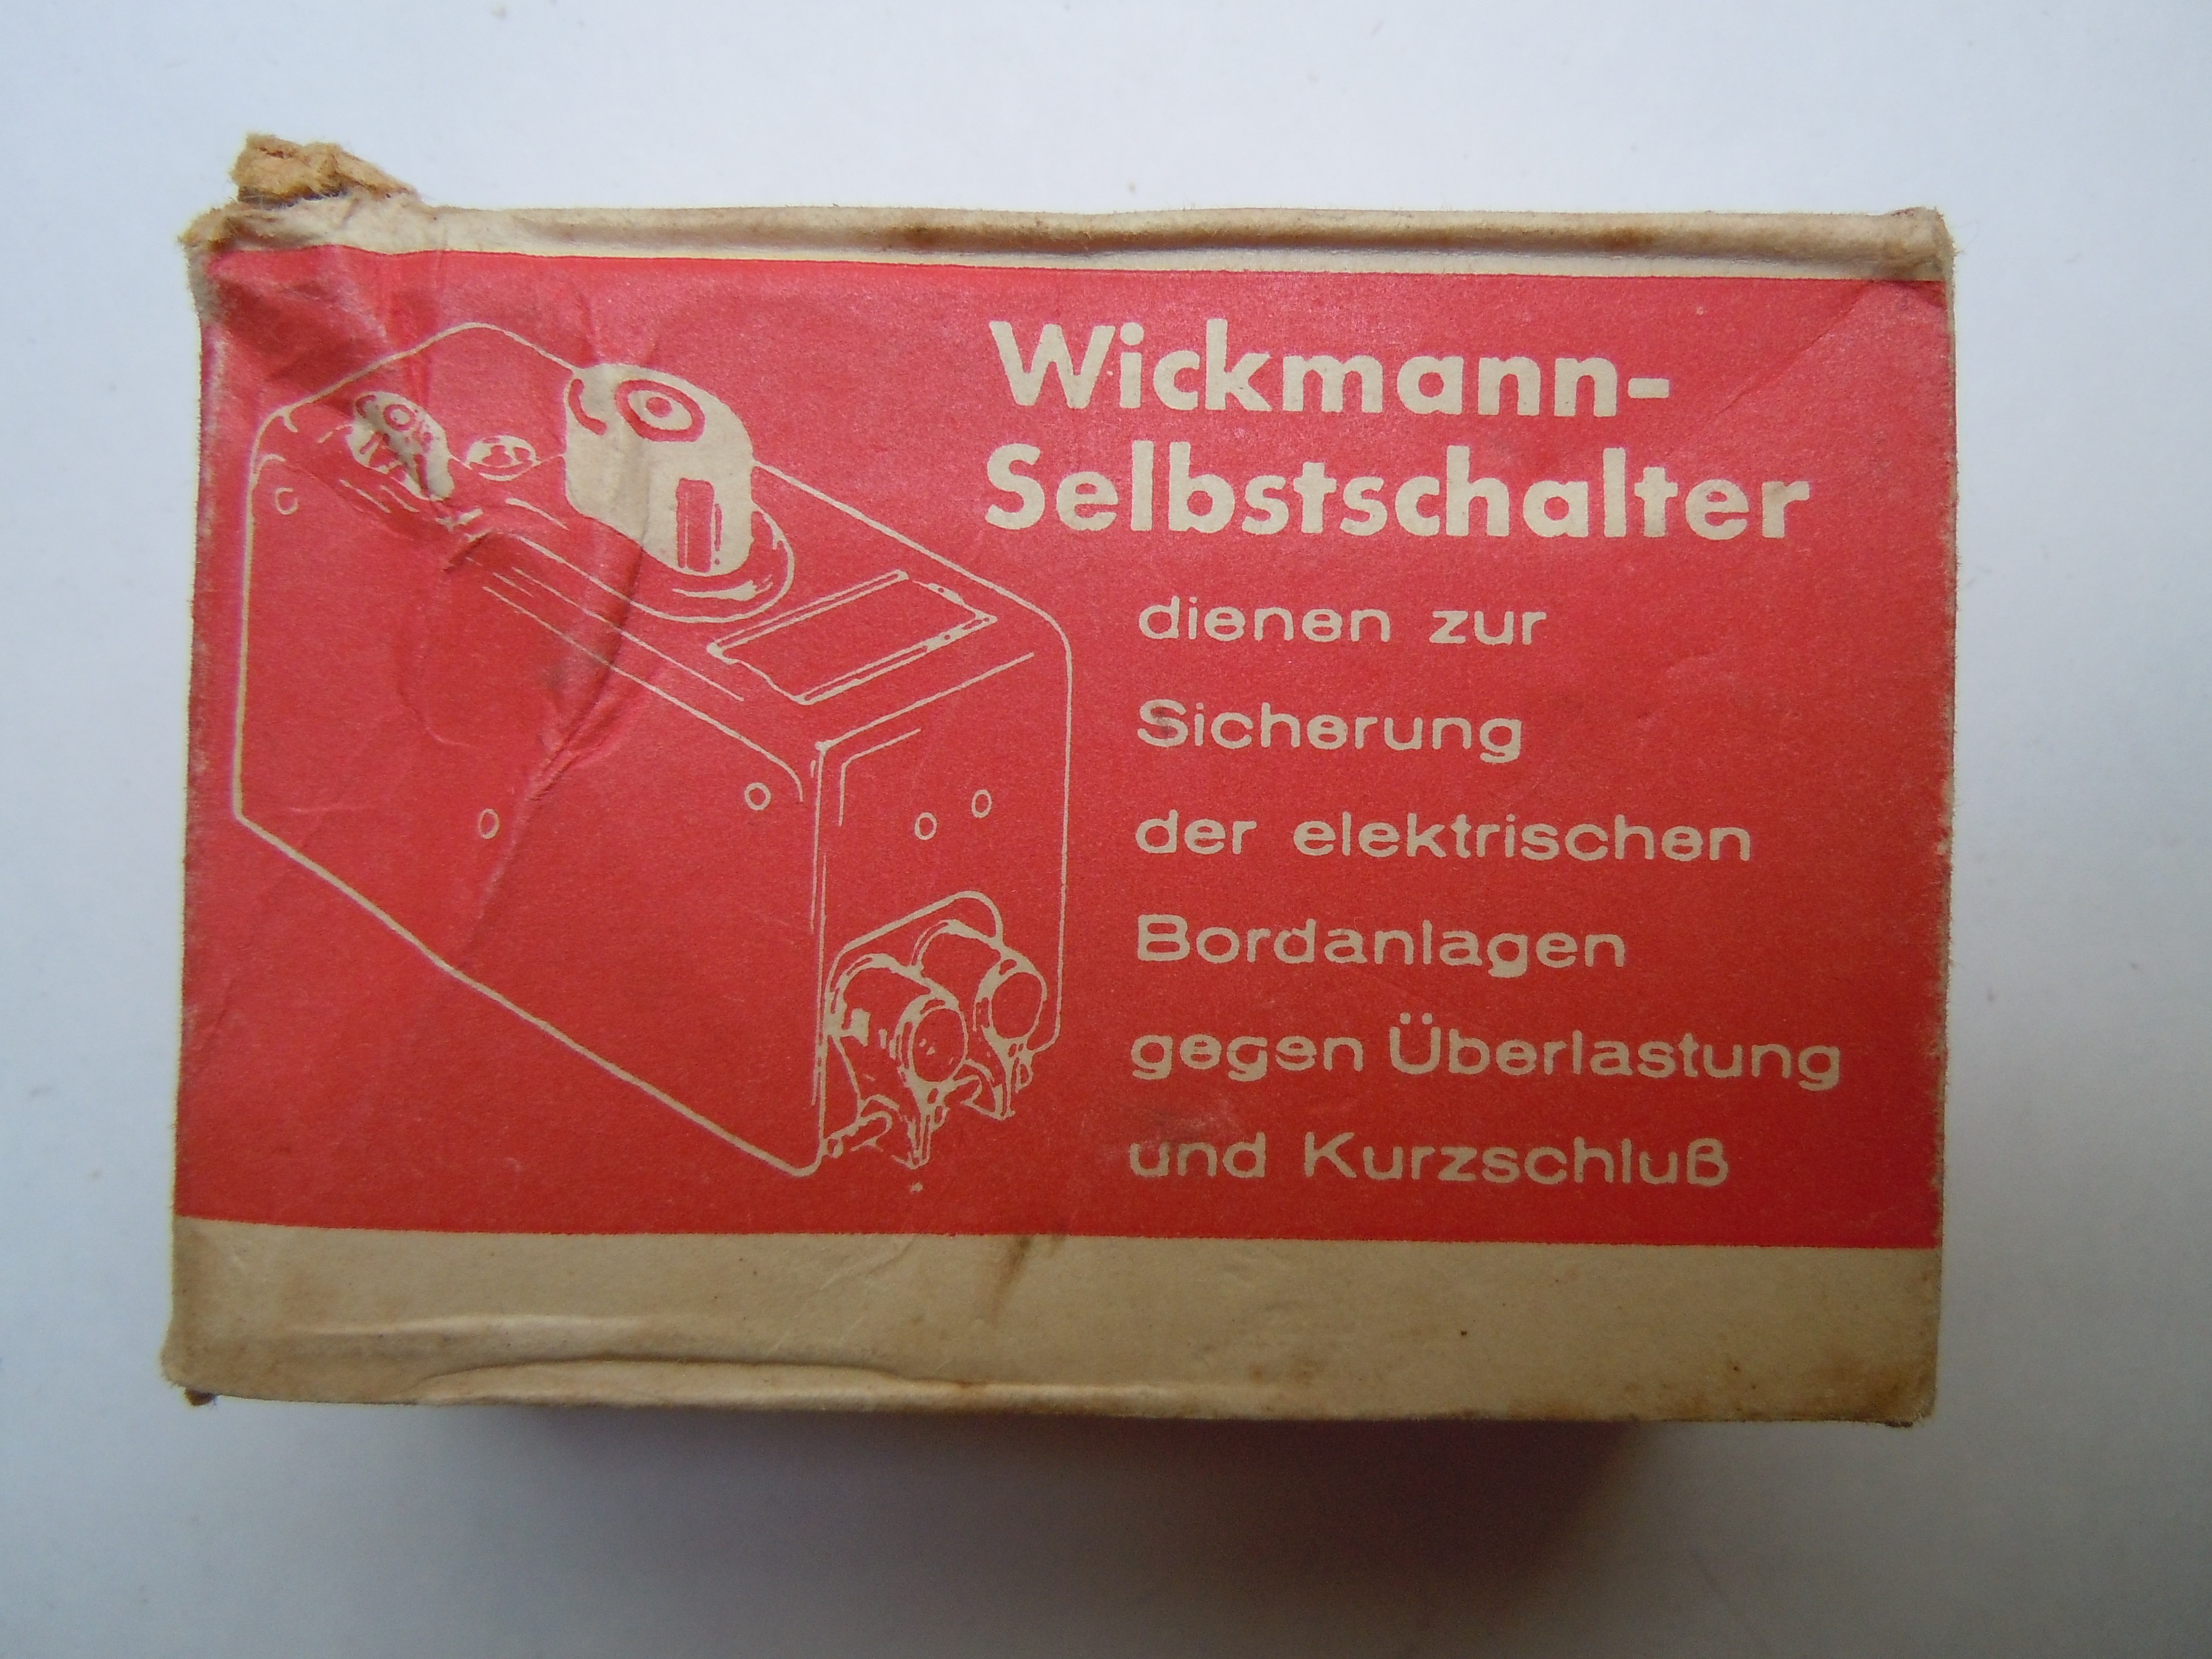 Wickmann-
Selbstschalter
dienen zur
Sicherung
der elektrischen
Bordanlagen
gegen Überlastung
und Kurzschluß